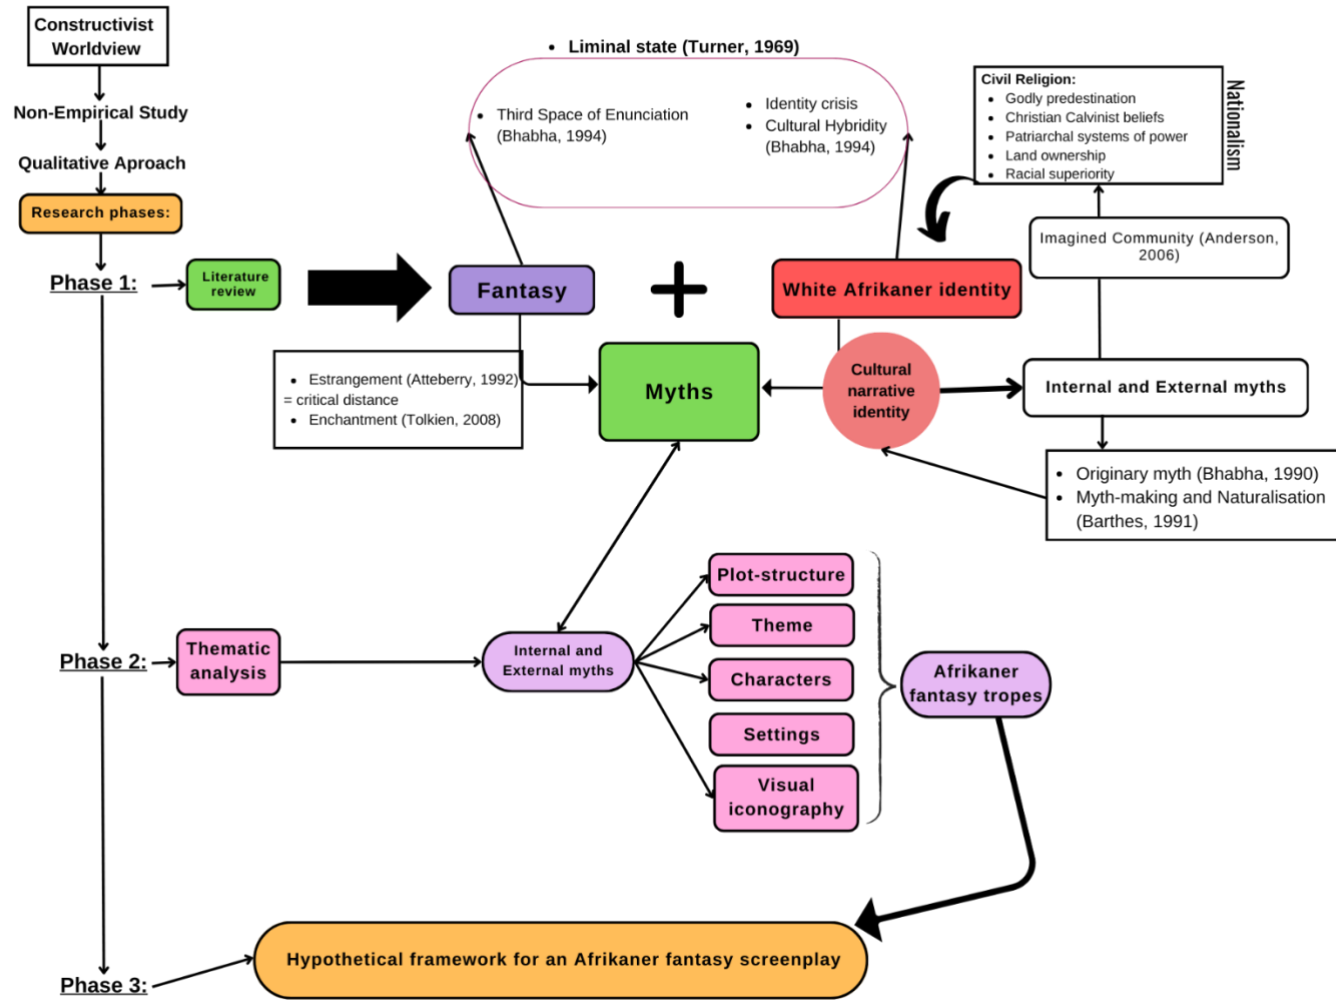 Constructivist
Worldview
Non-Empirical Study
Qualitative Aproach
Research phases:
Phase 1:
Literature
review
• Liminal state (Turner, 1969)
• Third Space of Enunciation
(Bhabha, 1994)
• Identity crisis
• Cultural Hybridity
(Bhabha, 1994)
Civil Religion:
• Godly predestination
• Christian Calvinist beliefs
• Patriarchal systems of power
• Land ownership
• Racial superiority
Nationalism
Imagined Community (Anderson,
2006)
Fantasy
+
White Afrikaner identity
• Estrangement (Atteberry, 1992)
= critical distance
• Enchantment (Tolkien, 2008)
Myths
Cultural
narrative
identity
Internal and External myths
• Originary myth (Bhabha, 1990)
• Myth-making and Naturalisation
(Barthes, 1991)
Phase 2:
Thematic
analysis
Internal and
External myths
Plot-structure
Theme
Characters
Settings
Visual
iconography
Afrikaner
fantasy tropes
Phase 3:
Hypothetical framework for an Afrikaner fantasy screenplay